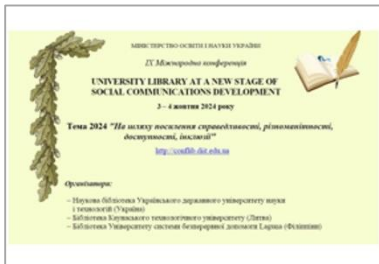 МІНІСТЕРСТВО ОСВІТИ І НАУКИ УКРАЇНИ
ІХ Міжнародна конференція
UNIVERSITY LIBRARY AT A NEW STAGE OF
SOCIAL COMMUNICATIONS DEVELOPMENT
3 – 4 жовтня 2024 року
Тема 2024 "На шляху посилення справедливості, різноманітності,
доступності, інклюзії"
http://conflib.diit.edu.ua
Організатори:
– Наукова бібліотека Українського державного університету науки
і технологій (Україна)
– Бібліотека Каунаського технологічного університету (Литва)
– Бібліотека Університету системи безперервної допомоги Laguna (Філіппіни)